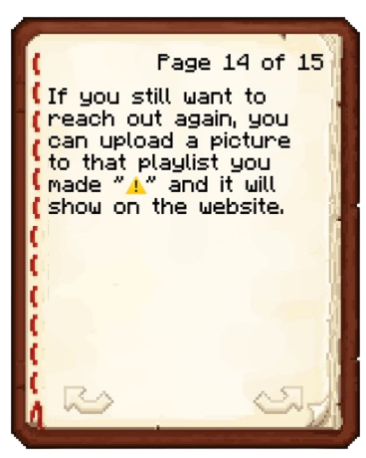 Page 14 of 15
If you still want to
reach out again, you
can upload a picture
to that playlist you
made "⚠" and it will
show on the website.